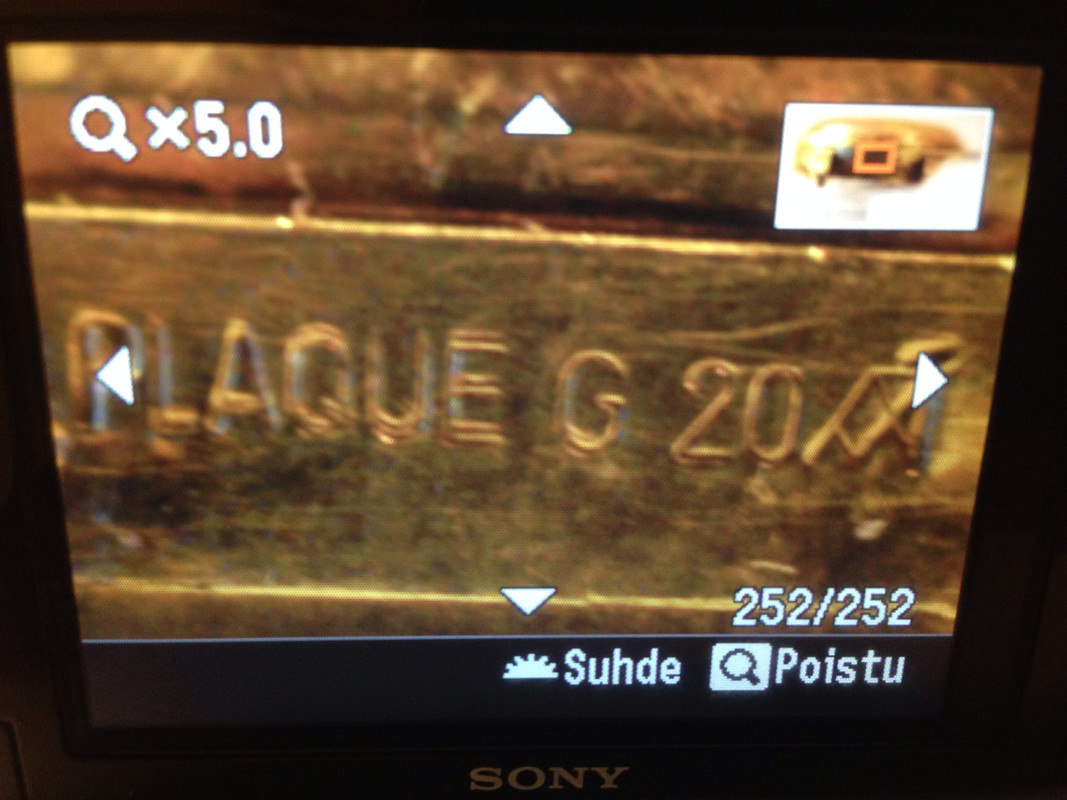 ×5.0
PLAQUE G 20 M
252/252
Suhde Poistu
SONY